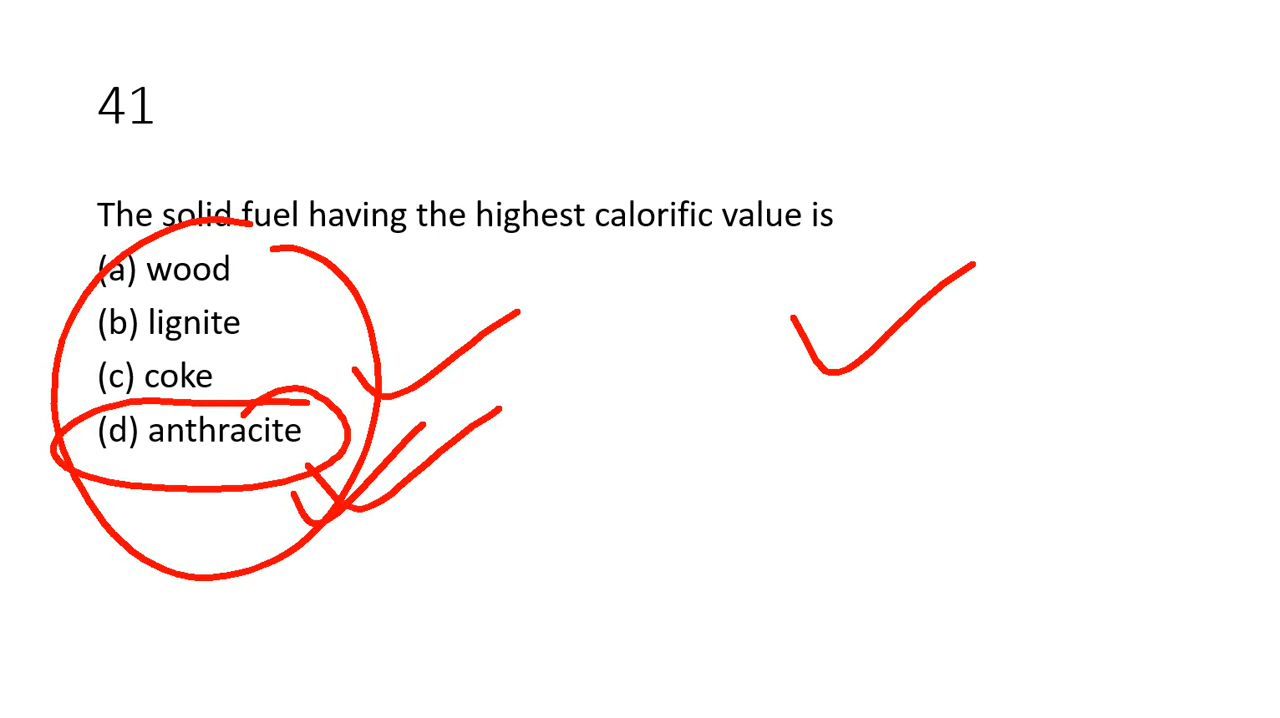 41
The solid fuel having the highest calorific value is
(a) wood
(b) lignite
(c) coke
(d) anthracite